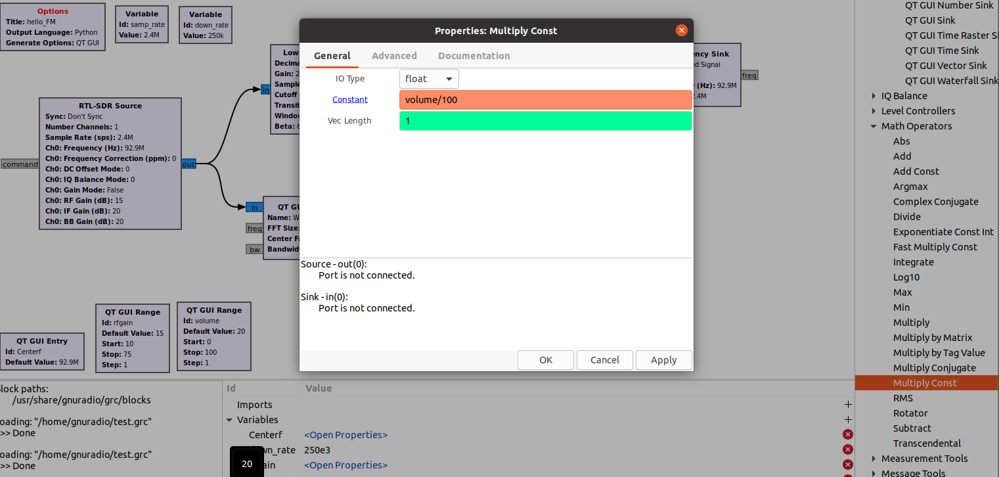 Options
Title: hello_FM
Output Language: Python
Generate Options: QT GUI
Variable
Id: samp_rate
Value: 2.4M
Variable
Id: down_rate
Value: 250k
RTL-SDR Source
Sync: Don't Sync
Number Channels: 1
Sample Rate (sps): 2.4M
Ch0: Frequency (Hz): 92.9M
Ch0: Frequency Correction (ppm): 0
Ch0: DC Offset Mode: 0
Ch0: IQ Balance Mode: 0
Ch0: Gain Mode: False
Ch0: RF Gain (dB): 15
Ch0: IF Gain (dB): 20
Ch0: BB Gain (dB): 20
command
out
in
Low
Decima
Gain: 2
Sample
Cutoff
Transit
Windo
Beta: 6
in
freq
bw
QT GU
Name: W
FFT Size:
Center Fr
Bandwidt
QT GUI Entry
Id: Centerf
Default Value: 92.9M
QT GUI Range
Id: rfgain
Default Value: 15
Start: 10
Stop: 75
Step: 1
QT GUI Range
Id: volume
Default Value: 20
Start: 0
Stop: 100
Step: 1
Properties: Multiply Const
General Advanced Documentation
IO Type float
Constant volume/100
Vec Length 1
Source - out(0):
Port is not connected.
Sink - in(0):
Port is not connected.
OK Cancel Apply
ency Sink
ed Signal
(Hz): 92.9M
2.4M
freq
QT GUI Number Sink
QT GUI Sink
QT GUI Time Raster Si
QT GUI Time Sink
QT GUI Vector Sink
QT GUI Waterfall Sink
IQ Balance
Level Controllers
Math Operators
Abs
Add
Add Const
Argmax
Complex Conjugate
Divide
Exponentiate Const Int
Fast Multiply Const
Integrate
Log10
Max
Min
Multiply
Multiply by Matrix
Multiply by Tag Value
Multiply Conjugate
Multiply Const
RMS
Rotator
Subtract
Transcendental
Measurement Tools
Message Tools
Block paths:
/usr/share/gnuradio/grc/blocks
oading: "/home/gnuradio/test.grc"
>>> Done
oading: "/home/gnuradio/test.grc"
>>> Done
Id Value
Imports
Variables
Centerf <Open Properties>
wn_rate 250e3
ain <Open Properties>
20